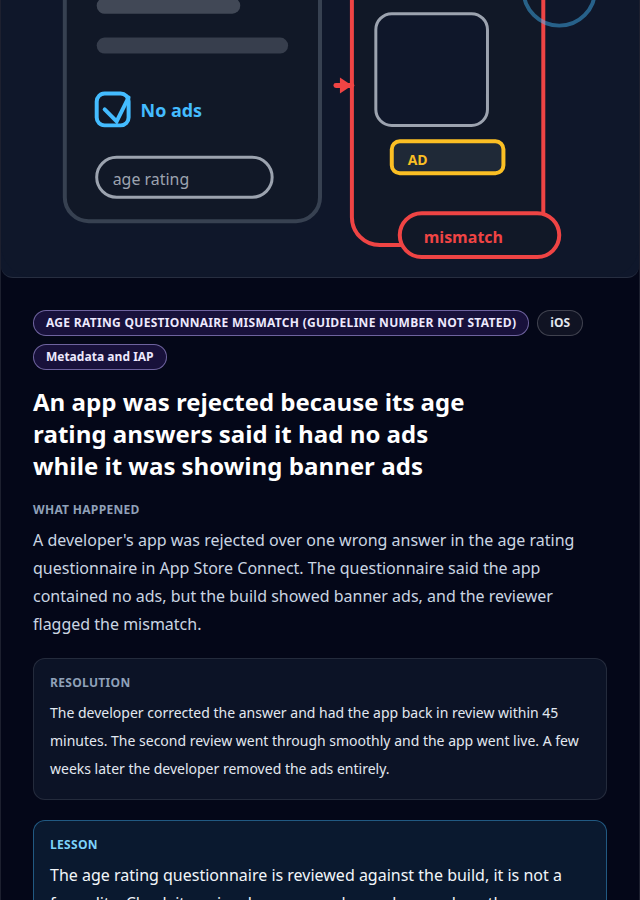 No ads
age rating
AD
mismatch
AGE RATING QUESTIONNAIRE MISMATCH (GUIDELINE NUMBER NOT STATED)
iOS
Metadata and IAP
An app was rejected because its age
rating answers said it had no ads
while it was showing banner ads
WHAT HAPPENED
A developer's app was rejected over one wrong answer in the age rating
questionnaire in App Store Connect. The questionnaire said the app
contained no ads, but the build showed banner ads, and the reviewer
flagged the mismatch.
RESOLUTION
The developer corrected the answer and had the app back in review within 45
minutes. The second review went through smoothly and the app went live. A few
weeks later the developer removed the ads entirely.
LESSON
The age rating questionnaire is reviewed against the build, it is not a